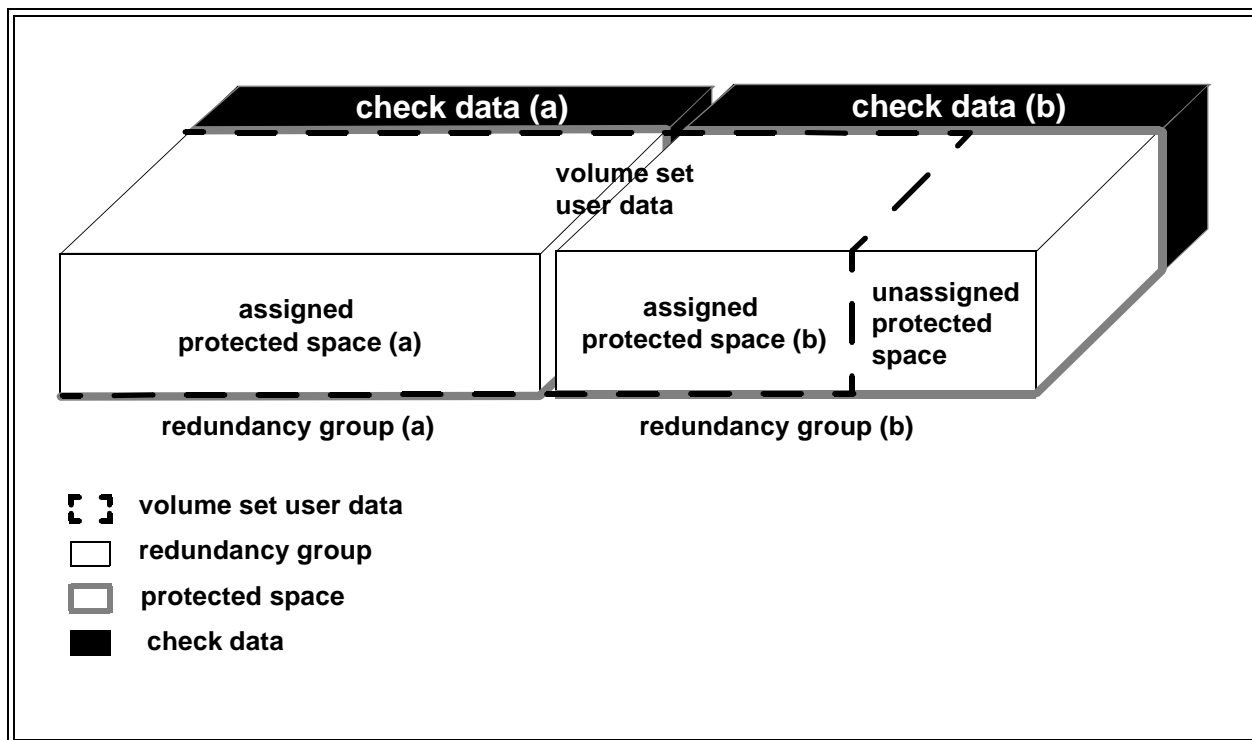 check data (a)
check data (b)
volume set
user data
assigned
protected space (a)
assigned
protected space (b)
unassigned
protected
space
redundancy group (a)
redundancy group (b)
volume set user data
redundancy group
protected space
check data